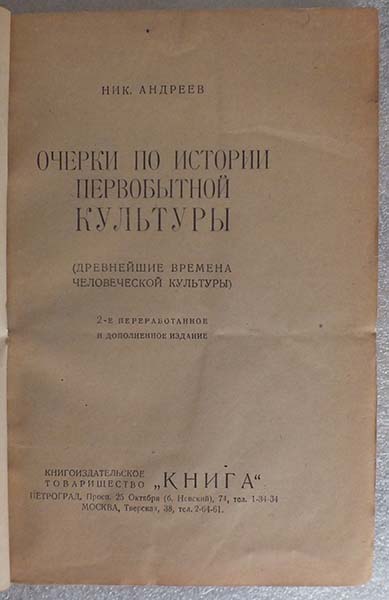 НИК. АНДРЕЕВ
ОЧЕРКИ ПО ИСТОРИИ
ПЕРВОБЫТНОЙ
КУЛЬТУРЫ
(ДРЕВНЕЙШИЕ ВРЕМЕНА
ЧЕЛОВЕЧЕСКОЙ КУЛЬТУРЫ)
2-Е ПЕРЕРАБОТАННОЕ
И ДОПОЛНЕННОЕ ИЗДАНИЕ
КНИГОИЗДАТЕЛЬСКОЕ
ТОВАРИЩЕСТВО „КНИГА“
ПЕТРОГРАД, Просп. 25 Октября (б. Невский), 74, тел. 1-34-34
МОСКВА, Тверская, 38, тел. 2-64-61.